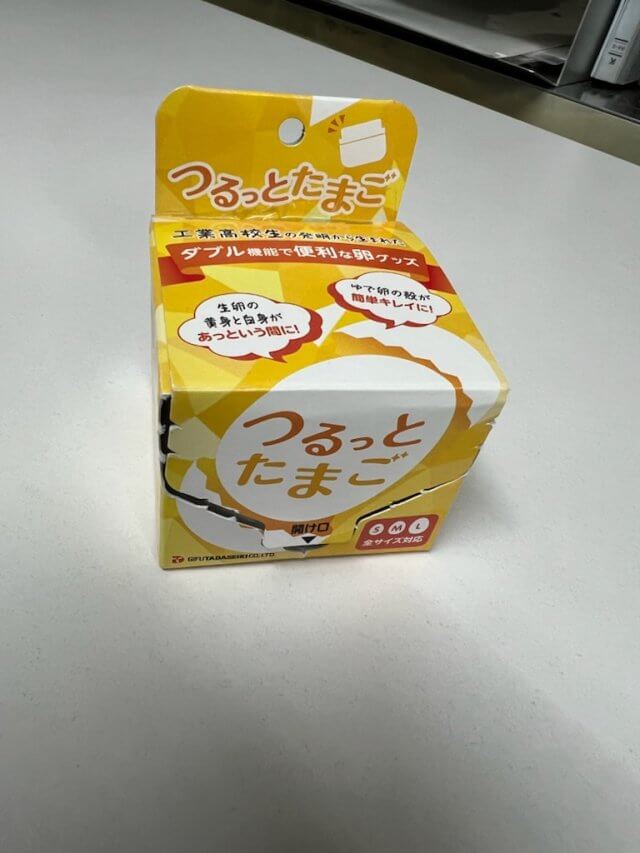 つるっとたまご
工業高校生の発明から生まれた
ダブル機能で便利な卵グッズ
生卵の
黄身と白身が
あっという間に!
ゆで卵の殻が
簡単キレイに!
つるっと
たまご
開け口
S M L
全サイズ対応
GIFUTADASEIKI CO.,LTD.